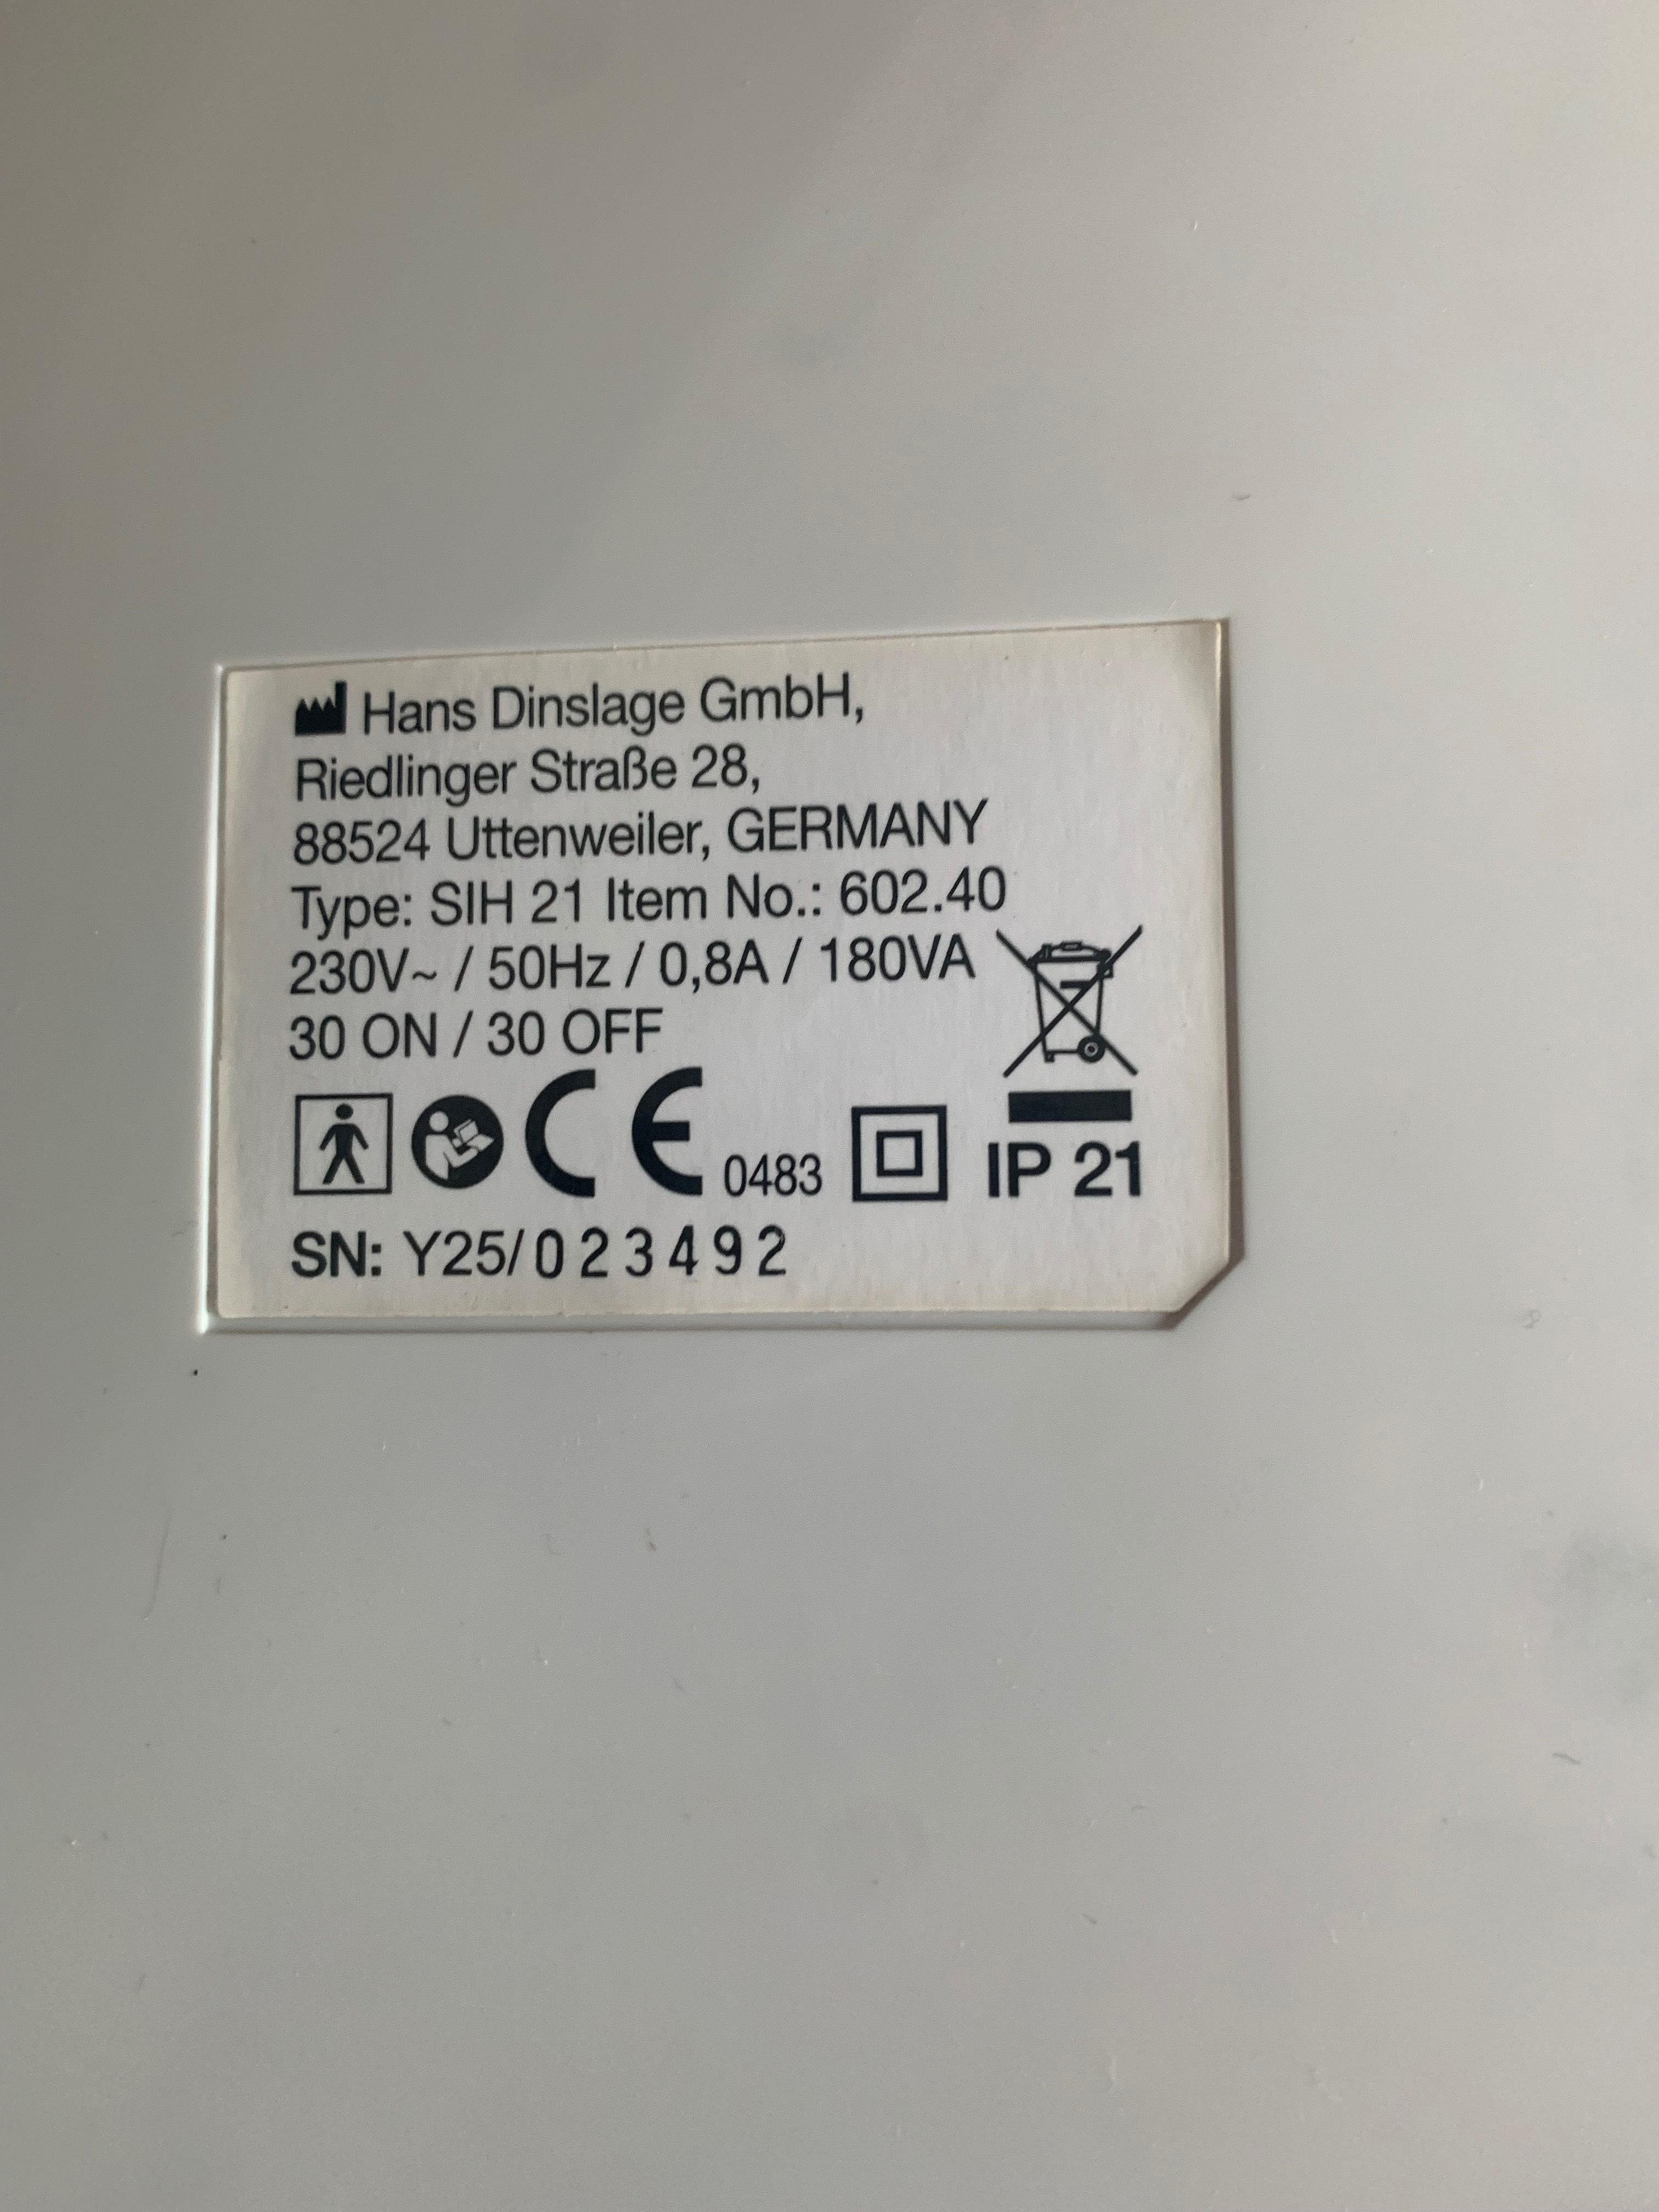 Hans Dinslage GmbH,
Riedlinger Straße 28,
88524 Uttenweiler, GERMANY
Type: SIH 21 Item No.: 602.40
230V~ / 50Hz / 0,8A / 180VA
30 ON / 30 OFF
CE 0483 IP 21
SN: Y25/023492